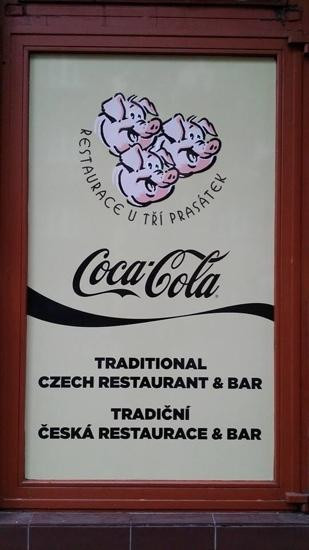 RESTAURACE U TŘÍ PRASÁTEK
Coca-Cola
TRADITIONAL
CZECH RESTAURANT & BAR
TRADIČNÍ
ČESKÁ RESTAURACE & BAR